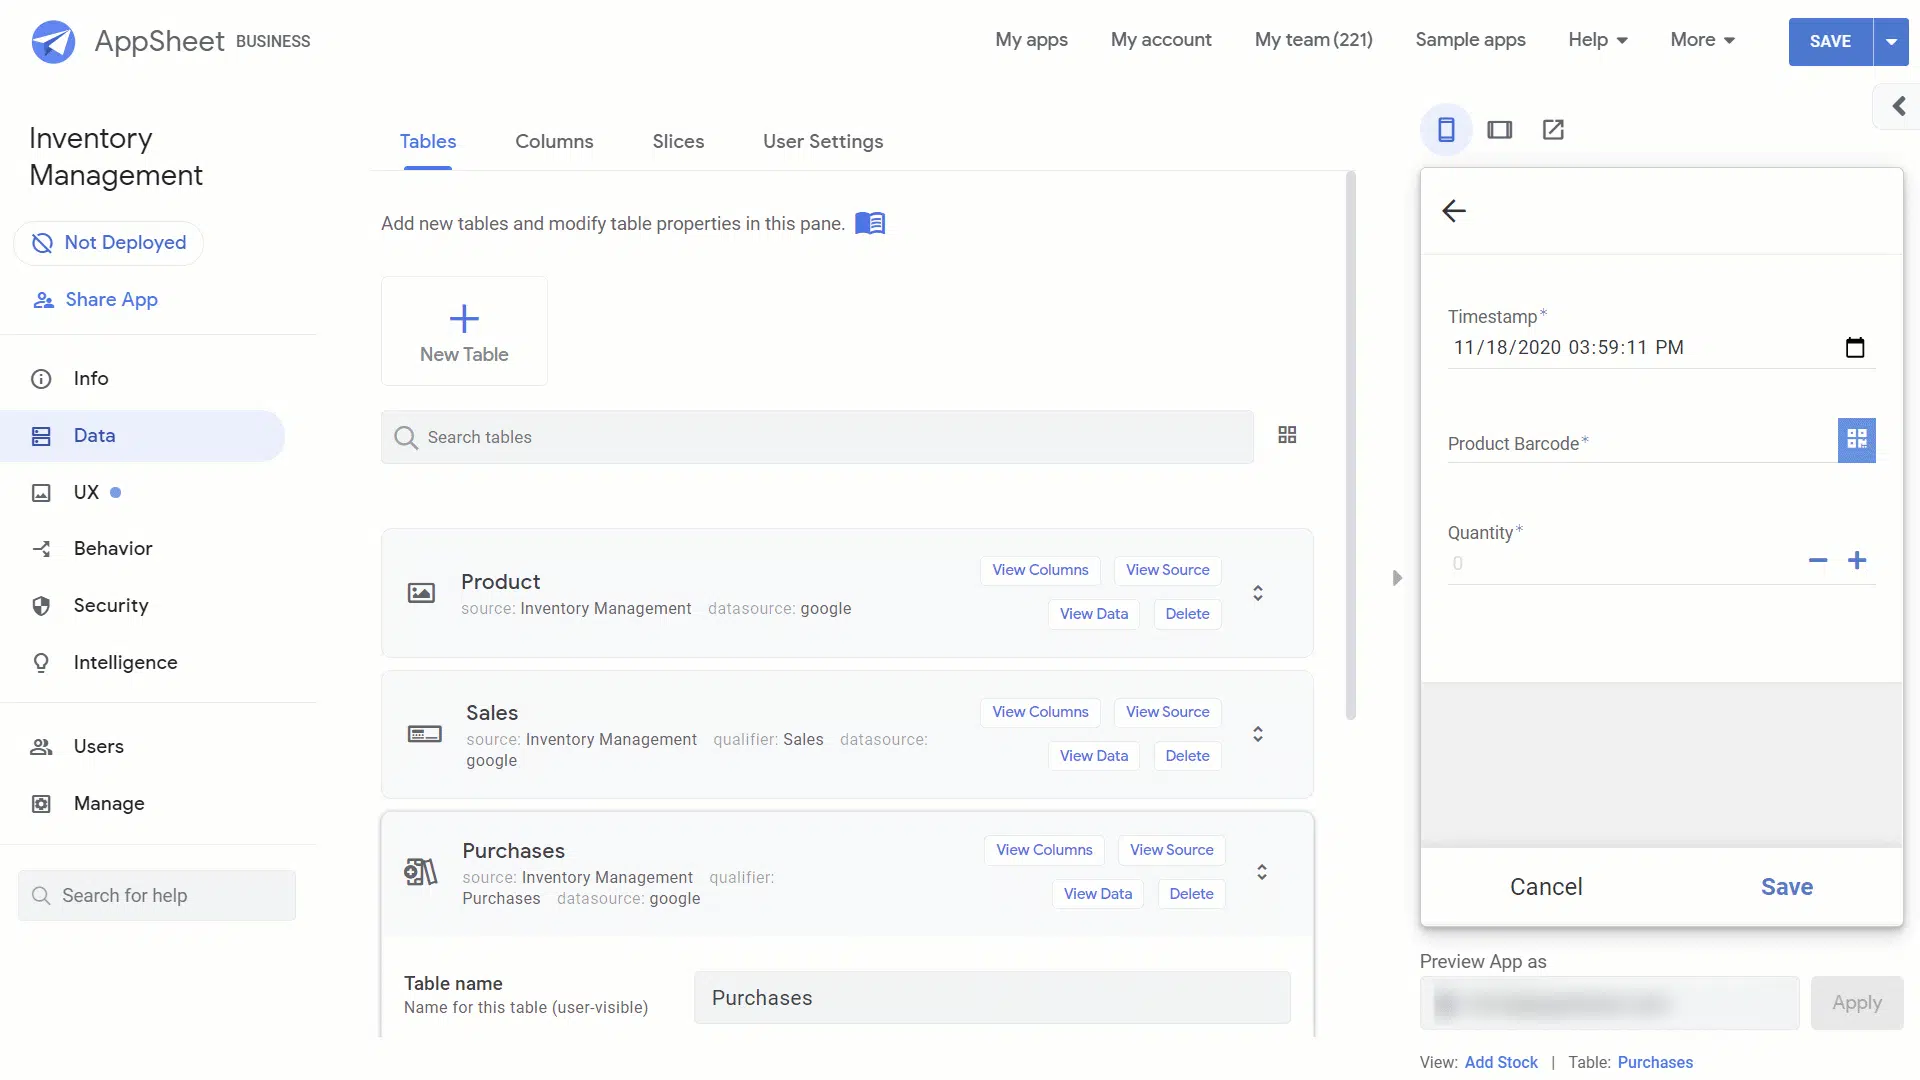 AppSheet BUSINESS
My apps
My account
My team (221)
Sample apps
Help
More
SAVE
Inventory
Management
Not Deployed
Share App
Info
Data
UX
Behavior
Security
Intelligence
Users
Manage
Search for help
Tables
Columns
Slices
User Settings
Add new tables and modify table properties in this pane.
New Table
Search tables
Product
source: Inventory Management datasource: google
View Columns
View Source
View Data
Delete
Sales
source: Inventory Management qualifier: Sales datasource:
google
View Columns
View Source
View Data
Delete
Purchases
source: Inventory Management qualifier:
Purchases datasource: google
View Columns
View Source
View Data
Delete
Table name
Name for this table (user-visible)
Purchases
Timestamp*
11/18/2020 03:59:11 PM
Product Barcode*
Quantity*
0
Cancel
Save
Preview App as
Apply
View: Add Stock | Table: Purchases